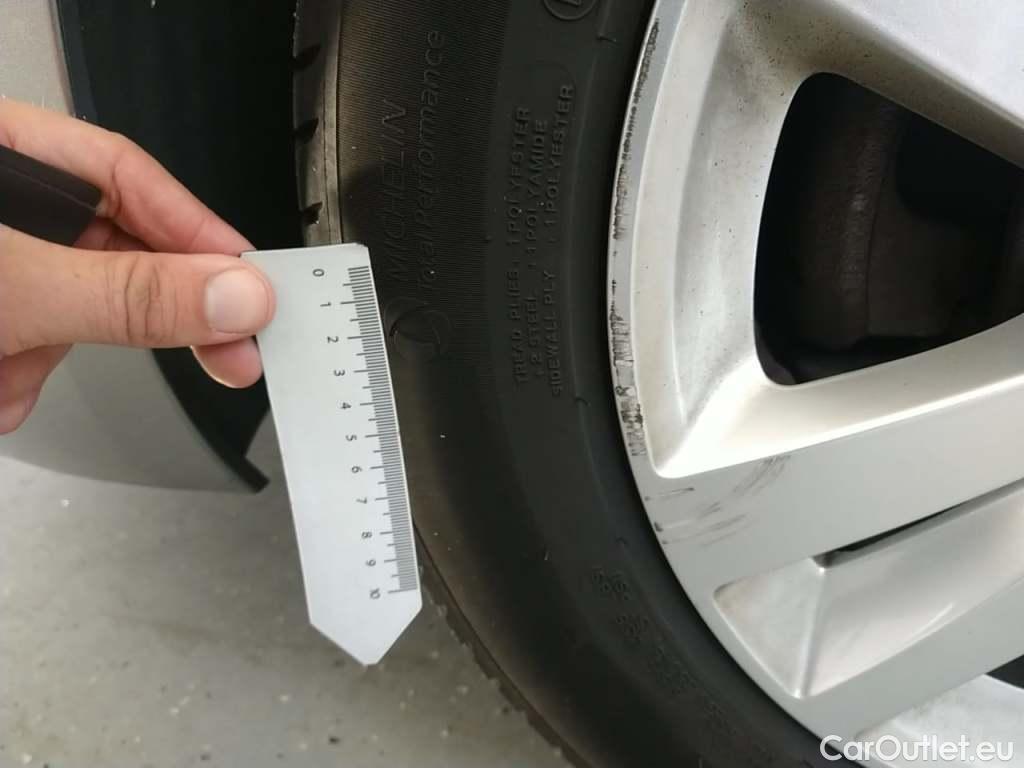 MICHELIN
Total Performance
TREAD PLIES : 1 POLYESTER
+ 2 STEEL + 1 POLYAMIDE
SIDEWALL PLY : 1 POLYESTER
0 1 2 3 4 5 6 7 8 9 10
CarOutlet.eu